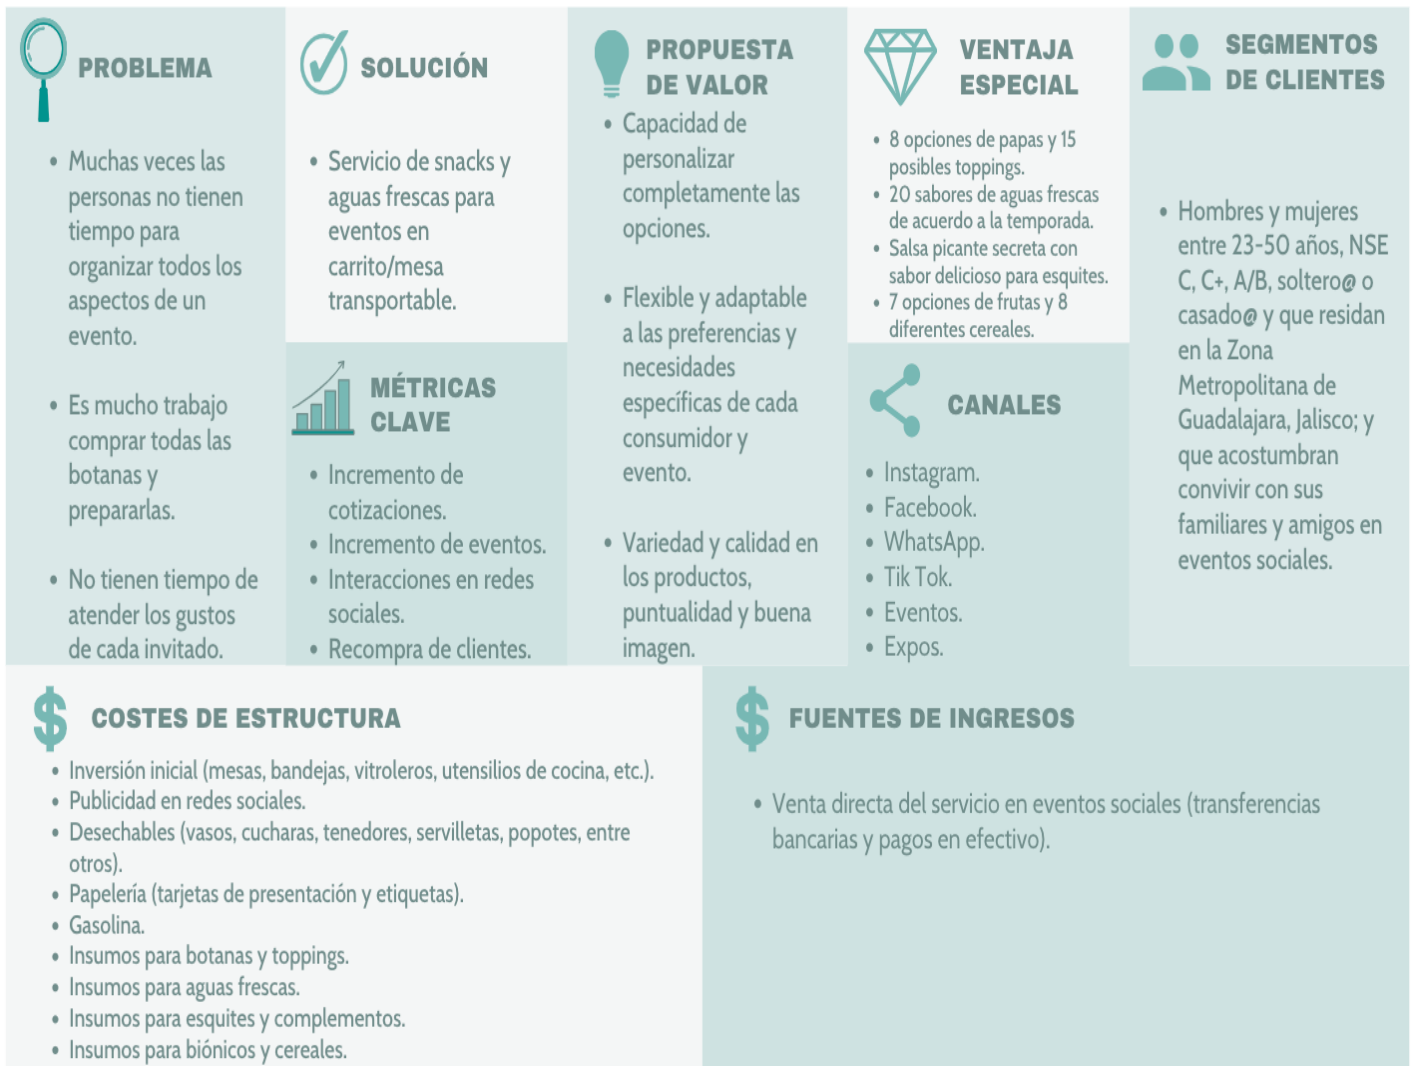 PROBLEMA
Muchas veces las
personas no tienen
tiempo para
organizar todos los
aspectos de un
evento.
Es mucho trabajo
comprar todas las
botanas y
prepararlas.
No tienen tiempo de
atender los gustos
de cada invitado.
SOLUCIÓN
Servicio de snacks y
aguas frescas para
eventos en
carrito/mesa
transportable.
MÉTRICAS
CLAVE
Incremento de
cotizaciones.
Incremento de eventos.
Interacciones en redes
sociales.
Recompra de clientes.
PROPUESTA
DE VALOR
Capacidad de
personalizar
completamente las
opciones.
Flexible y adaptable
a las preferencias y
necesidades
específicas de cada
consumidor y
evento.
Variedad y calidad en
los productos,
puntualidad y buena
imagen.
VENTAJA
ESPECIAL
8 opciones de papas y 15
posibles toppings.
20 sabores de aguas frescas
de acuerdo a la temporada.
Salsa picante secreta con
sabor delicioso para esquites.
7 opciones de frutas y 8
diferentes cereales.
CANALES
Instagram.
Facebook.
WhatsApp.
Tik Tok.
Eventos.
Expos.
SEGMENTOS
DE CLIENTES
Hombres y mujeres
entre 23-50 años, NSE
C, C+, A/B, solter@ o
casado@ y que residan
en la Zona
Metropolitana de
Guadalajara, Jalisco; y
que acostumbran
convivir con sus
familiares y amigos en
eventos sociales.
COSTES DE ESTRUCTURA
Inversión inicial (mesas, bandejas, vitroleros, utensilios de cocina, etc.).
Publicidad en redes sociales.
Desechables (vasos, cucharas, tenedores, servilletas, popotes, entre
otros).
Papelería (tarjetas de presentación y etiquetas).
Gasolina.
Insumos para botanas y toppings.
Insumos para aguas frescas.
Insumos para esquites y complementos.
Insumos para biónicos y cereales.
FUENTES DE INGRESOS
Venta directa del servicio en eventos sociales (transferencias
bancarias y pagos en efectivo).